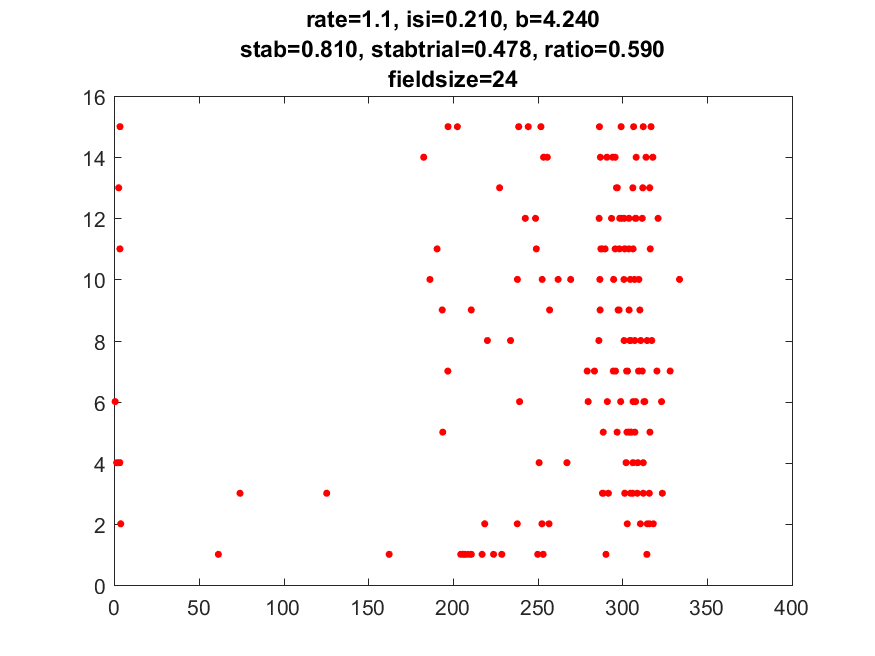 rate=1.1, isi=0.210, b=4.240
stab=0.810, stabtrial=0.478, ratio=0.590
fieldsize=24
16
14
12
10
8
6
4
2
0
0 50 100 150 200 250 300 350 400